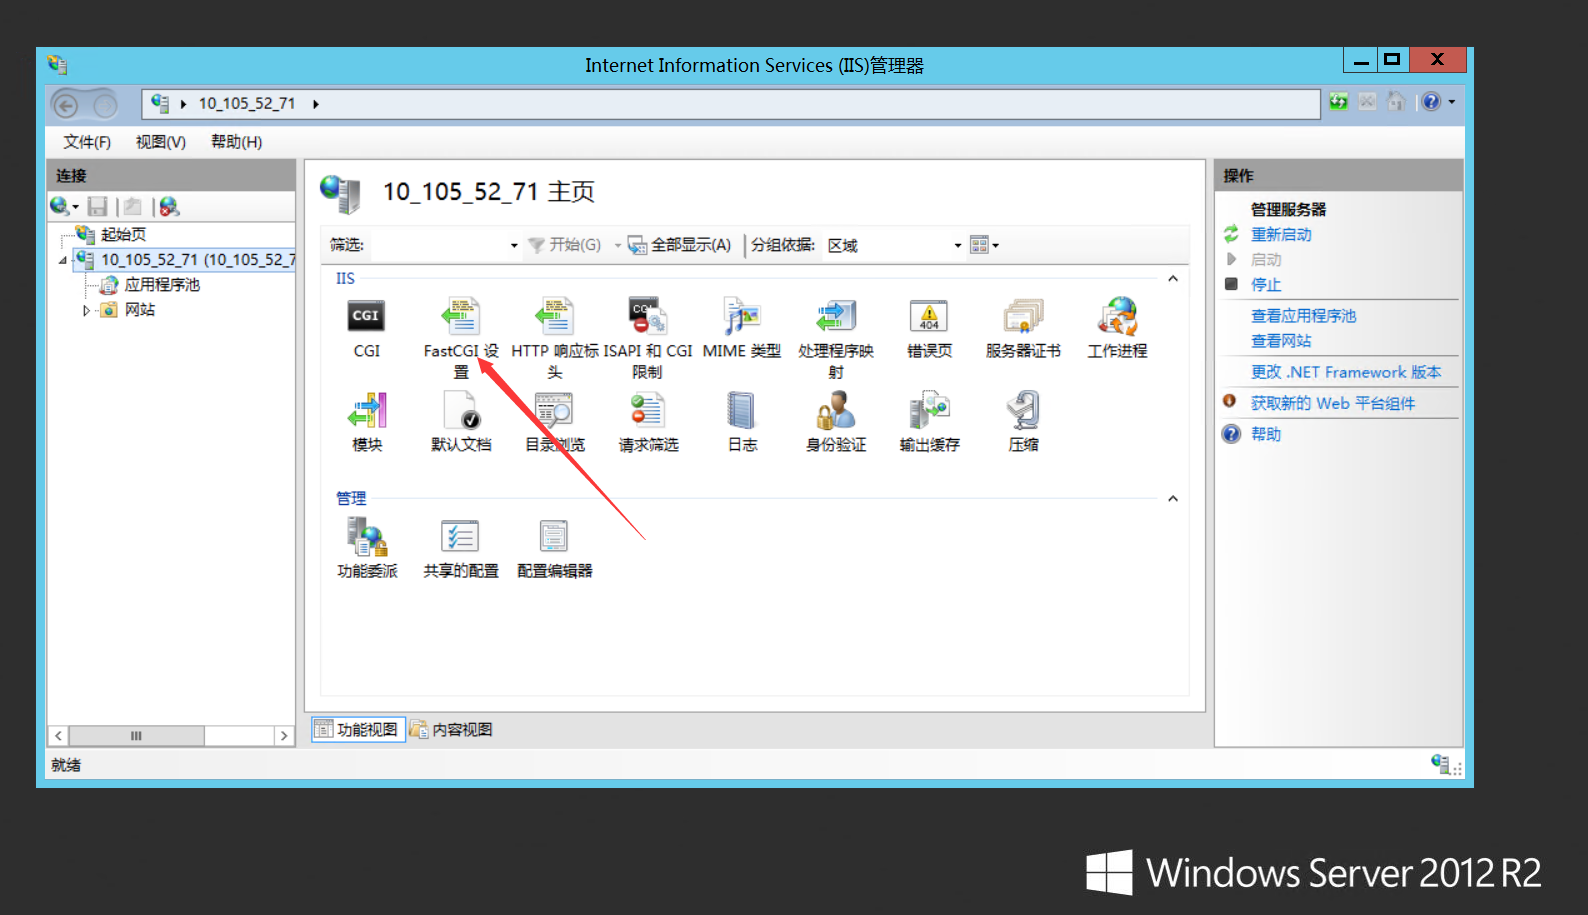 Internet Information Services (IIS)管理器
10_105_52_71
文件(F) 视图(V) 帮助(H)
连接
起始页
10_105_52_71 (10_105_52_7
应用程序池
网站
10_105_52_71 主页
筛选: 开始(G) 全部显示(A) 分组依据: 区域
IIS
CGI
CGI
FastCGI 设置
HTTP 响应标头
CGI
ISAPI 和 CGI 限制
MIME 类型
处理程序映射
404
错误页
服务器证书
工作进程
模块
默认文档
目录浏览
请求筛选
日志
身份验证
输出缓存
压缩
管理
功能委派
共享的配置
配置编辑器
功能视图
内容视图
操作
管理服务器
重新启动
启动
停止
查看应用程序池
查看网站
更改 .NET Framework 版本
获取新的 Web 平台组件
帮助
就绪
Windows Server 2012 R2